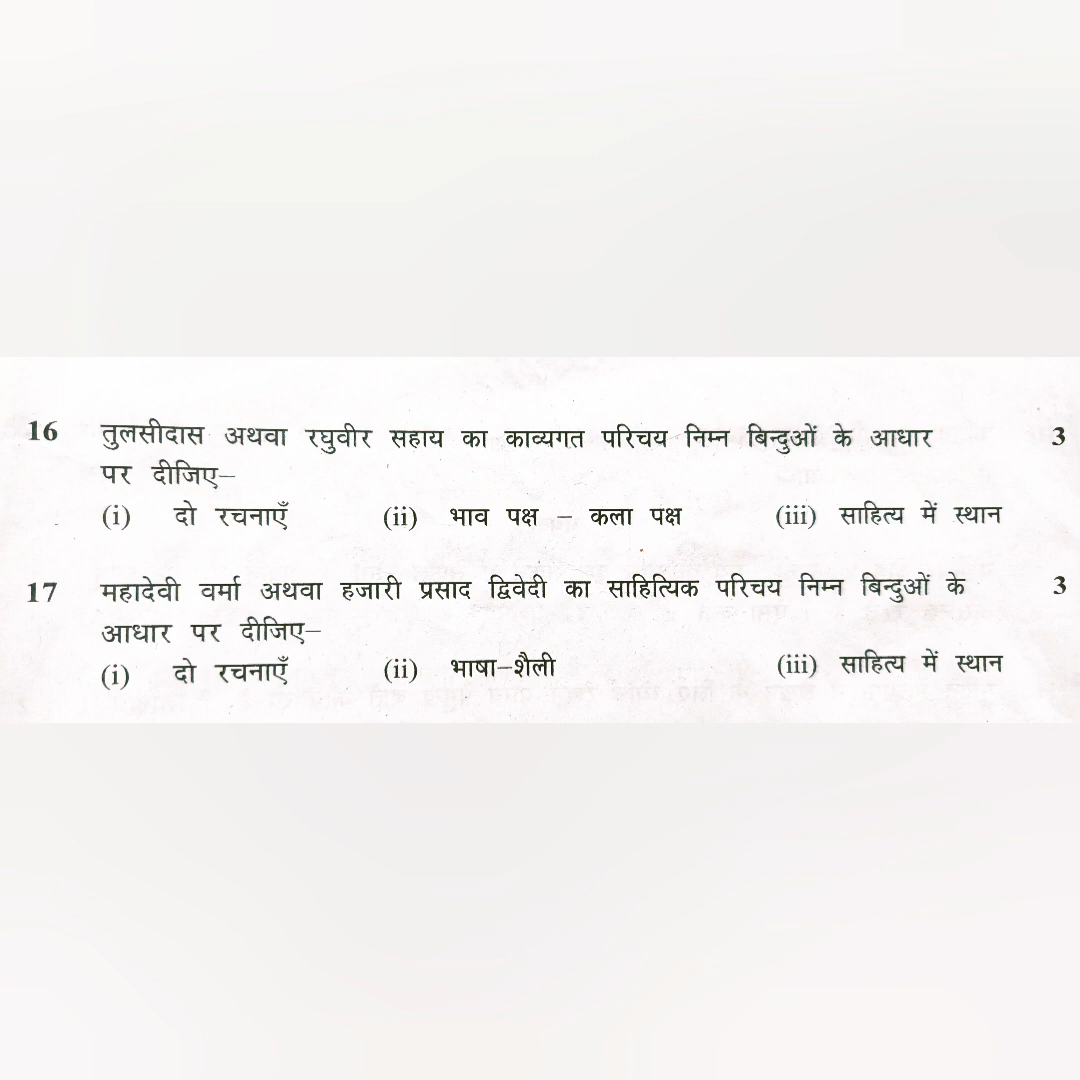 16 तुलसीदास अथवा रघुवीर सहाय का काव्यगत परिचय निम्न बिन्दुओं के आधार 3
पर दीजिए–
(i) दो रचनाएँ (ii) भाव पक्ष – कला पक्ष (iii) साहित्य में स्थान
17 महादेवी वर्मा अथवा हजारी प्रसाद द्विवेदी का साहित्यिक परिचय निम्न बिन्दुओं के 3
आधार पर दीजिए–
(i) दो रचनाएँ (ii) भाषा–शैली (iii) साहित्य में स्थान